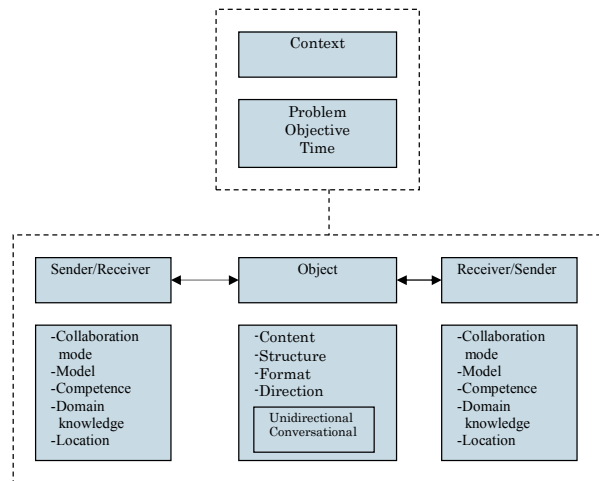 Context
Problem
Objective
Time
Sender/Receiver
Object
Receiver/Sender
-Collaboration
mode
-Model
-Competence
-Domain
knowledge
-Location
-Content
-Structure
-Format
-Direction
Unidirectional
Conversational
-Collaboration
mode
-Model
-Competence
-Domain
knowledge
-Location